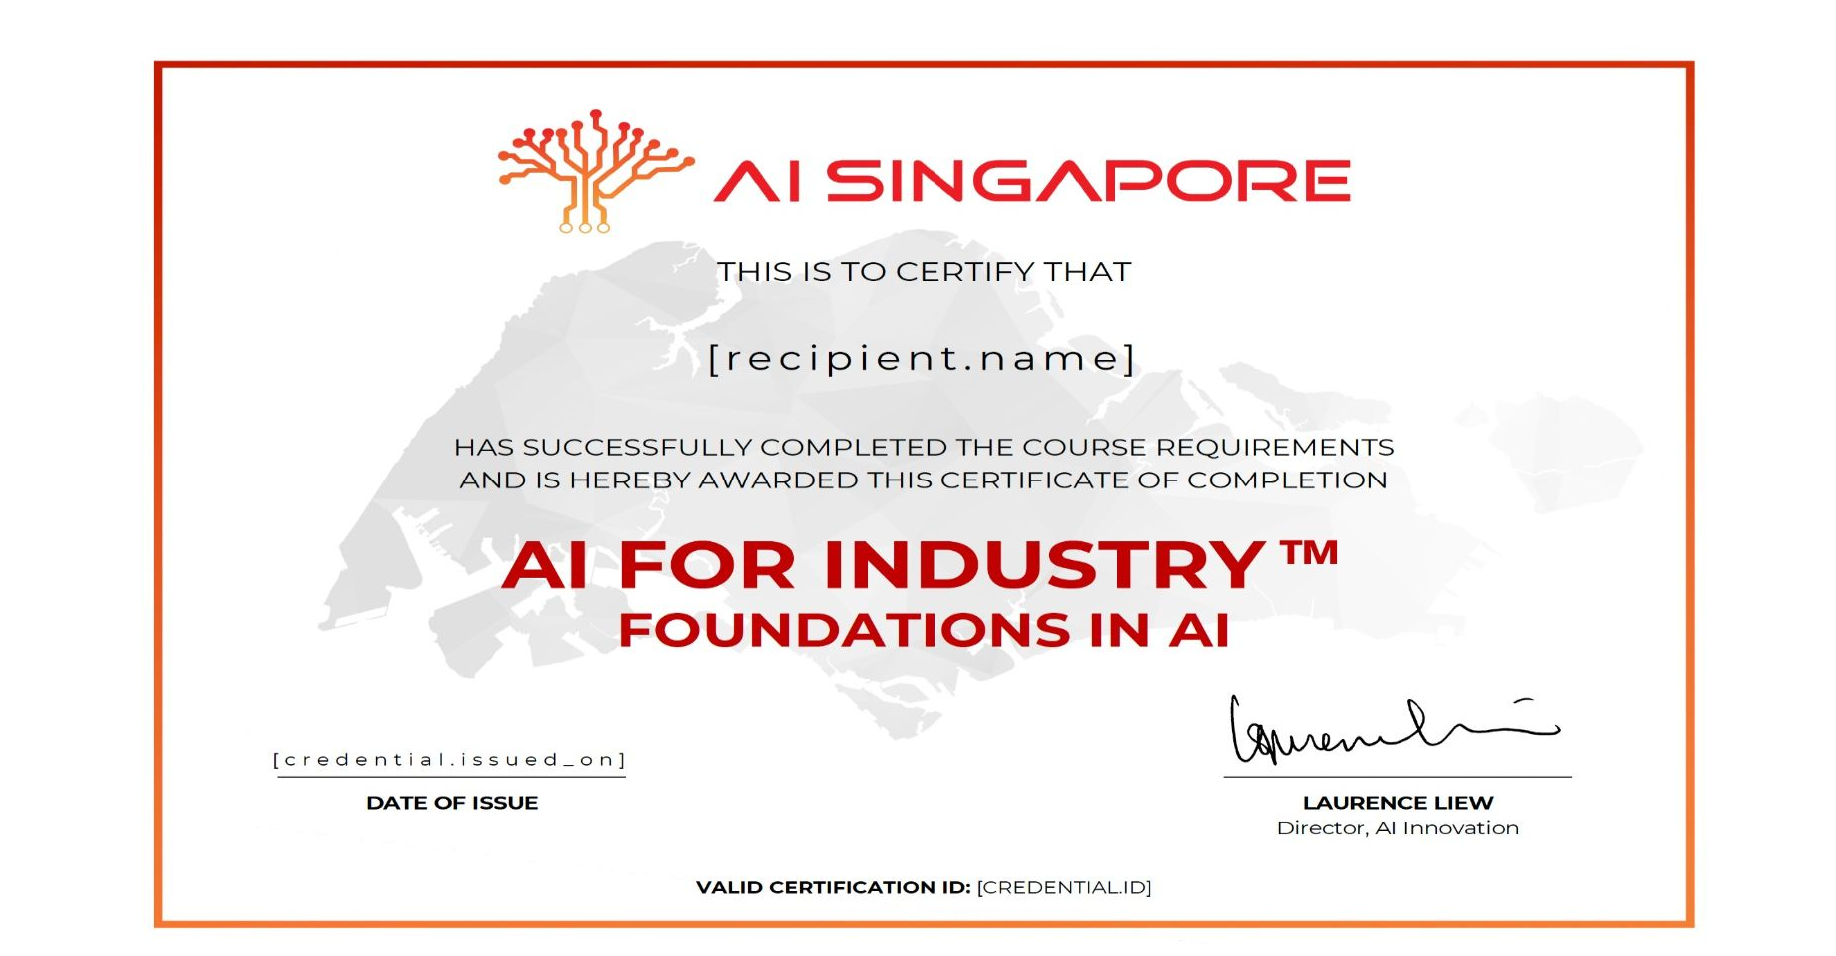 AI SINGAPORE
THIS IS TO CERTIFY THAT
[recipient.name]
HAS SUCCESSFULLY COMPLETED THE COURSE REQUIREMENTS
AND IS HEREBY AWARDED THIS CERTIFICATE OF COMPLETION
AI FOR INDUSTRY™
FOUNDATIONS IN AI
[credential.issued_on]
DATE OF ISSUE
Laurence Liew
LAURENCE LIEW
Director, AI Innovation
VALID CERTIFICATION ID: [CREDENTIAL.ID]